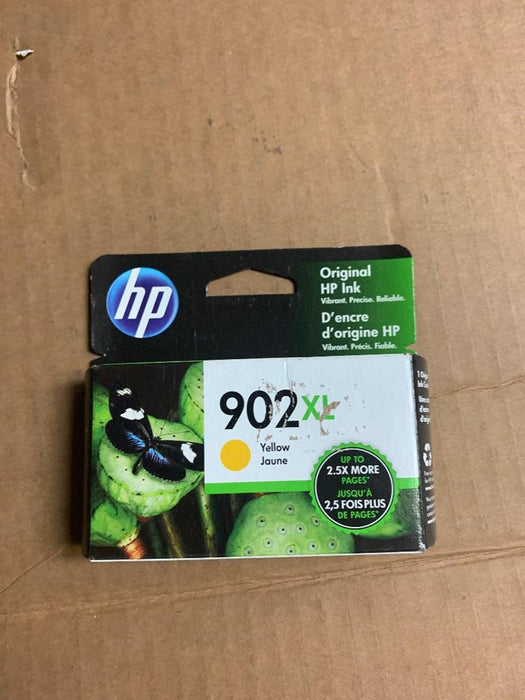 hp
Original
HP Ink
Vibrant. Precise. Reliable.
D'encre
d'origine HP
Vibrant. Précis. Fiable.
902XL
Yellow
Jaune
UP TO
2.5X MORE
PAGES*
JUSQU'À
2,5 FOIS PLUS
DE PAGES*